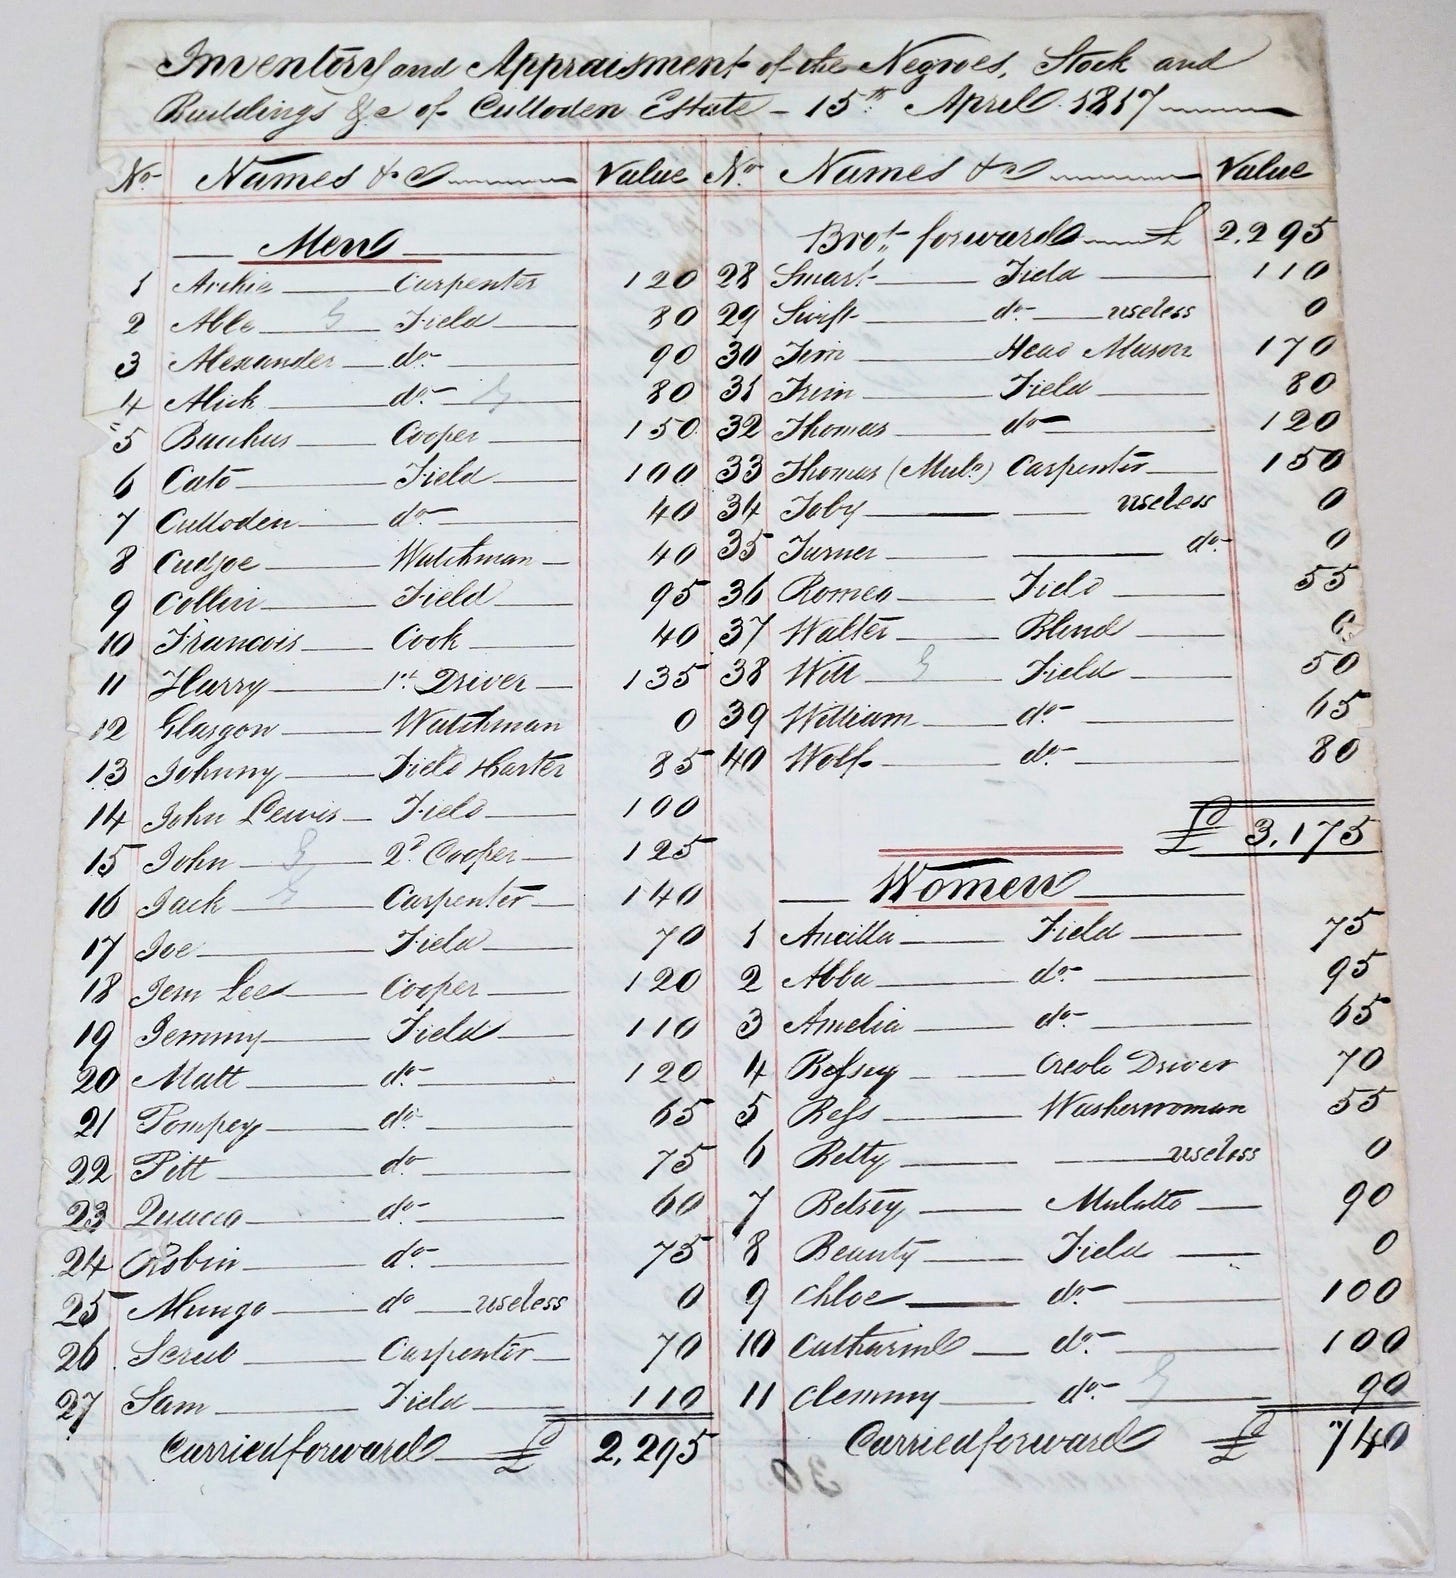 Inventory and Appraisment of the Negroes, Stock and
Buildings &c of Culloden Estate - 15th April 1817
No. Names &c Value
Men
1 Archie Carpenter 120
2 Able Field 80
3 Alexander do. 90
4 Alick do. 80
5 Bacchus Cooper 150
6 Cato Field 100
7 Culloden do. 40
8 Cudjoe Watchman 40
9 Collin Field 95
10 Francois Cook 40
11 Harry 1st Driver 135
12 Glasgow Watchman 0
13 Johnny Field & Carter 85
14 John Lewis Field 100
15 John 2d Cooper 125
16 Jack Carpenter 140
17 Joe Field 70
18 Jem Lee Cooper 120
19 Jemmy Field 110
20 Matt do. 120
21 Pompey do. 65
22 Pitt do. 75
23 Quaco do. 60
24 Robin do. 75
25 Mungo do useless 0
26 Scrub Carpenter 70
27 Sam Field 110
Carried forward £ 2,295
No. Names &c Value
Brot. forward £ 2,295
28 Smart Field 110
29 Swift do. useless 0
30 Tim Head Mason 170
31 Trim Field 80
32 Thomas do 120
33 Thomas (Mulo) Carpenter 150
34 Toby useless 0
35 Turner do. 0
36 Romeo Field 55
37 Walter Blind 0
38 Will Field 50
39 William do. 65
40 Wolf do. 80
£ 3,175
Women
1 Ancilla Field 75
2 Abba do. 95
3 Amelia do. 65
4 Bessey Creole Driver 70
5 Bess Washerwoman 55
6 Betty useless 0
7 Betsey Mulatto 90
8 Beauty Field 0
9 Chloe do. 100
10 Catharine do. 100
11 Clemmy do. 90
Carried forward £ 740